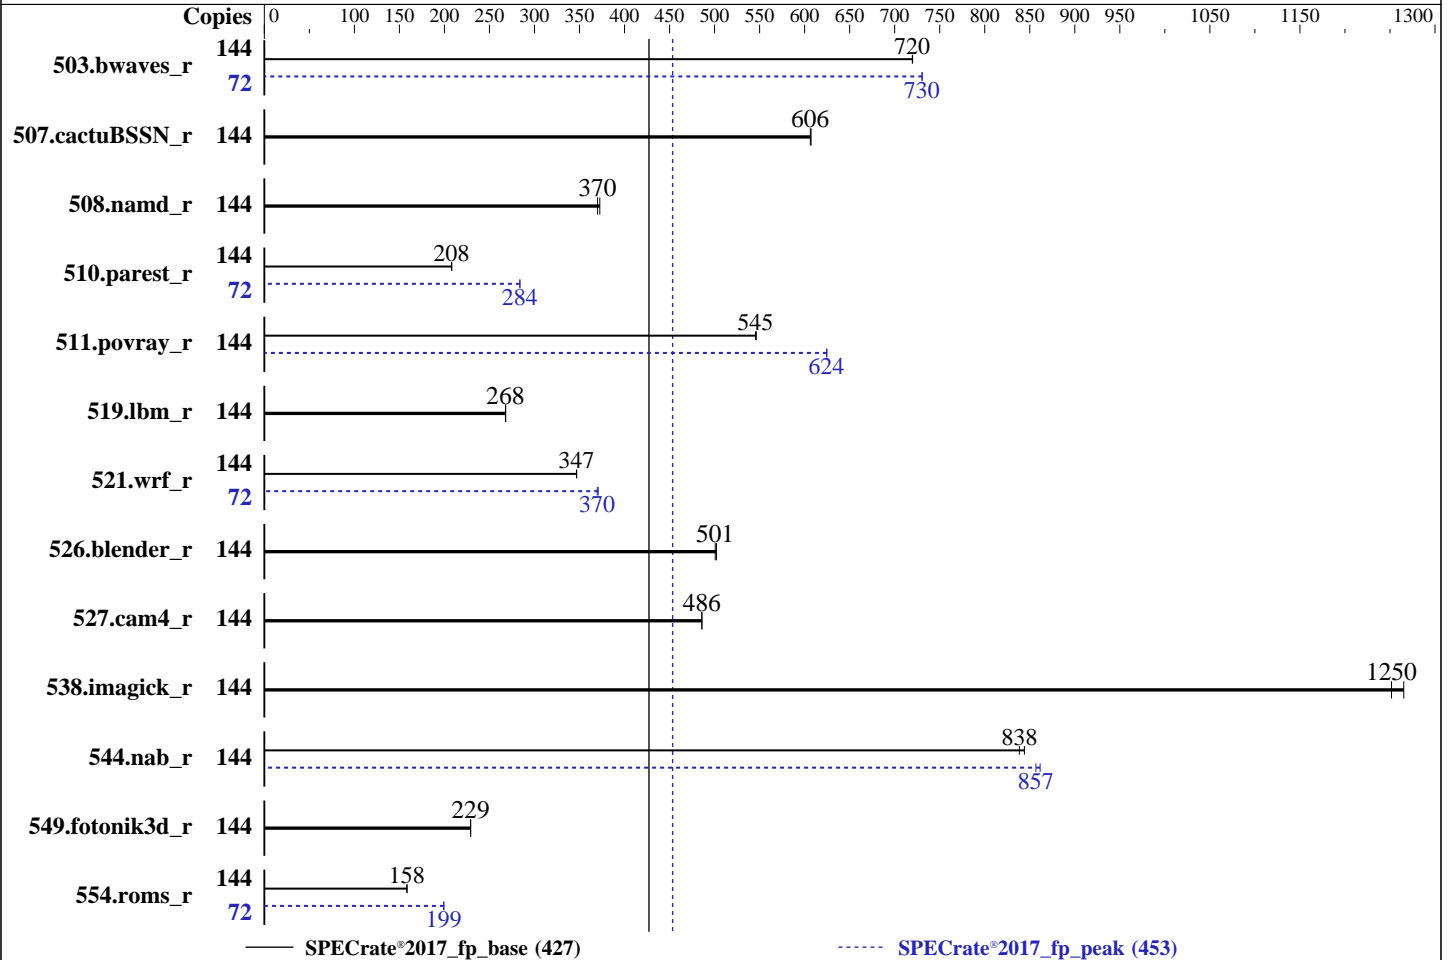 Copies 0 100 150 200 250 300 350 400 450 500 550 600 650 700 750 800 850 900 950 1050 1150 1300
503.bwaves_r 144 720
72 730
507.cactuBSSN_r 144 606
508.namd_r 144 370
510.parest_r 144 208
72 284
511.povray_r 144 545
624
519.lbm_r 144 268
521.wrf_r 144 347
72 370
526.blender_r 144 501
527.cam4_r 144 486
538.imagick_r 144 1250
544.nab_r 144 838
857
549.fotonik3d_r 144 229
554.roms_r 144 158
72 199
SPECrate®2017_fp_base (427) SPECrate®2017_fp_peak (453)